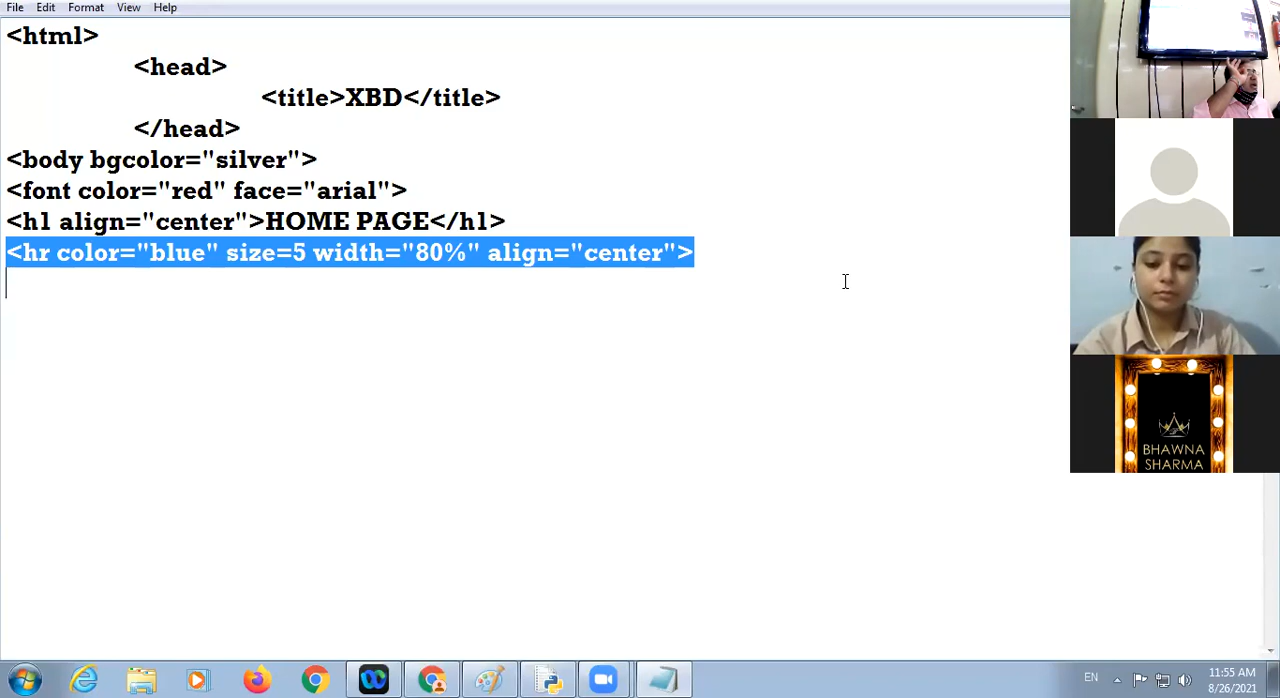 File Edit Format View Help
<html>
<head>
<title>XBD</title>
</head>
<body bgcolor="silver">
<font color="red" face="arial">
<h1 align="center">HOME PAGE</h1>
<hr color="blue" size=5 width="80%" align="center">
BHAWNA
SHARMA
EN
11:55 AM
8/26/2021